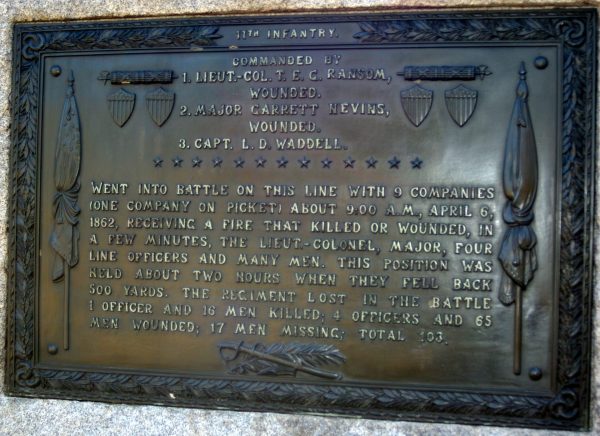 11TH INFANTRY.
COMMANDED BY
1. LIEUT.-COL. T. E. G. RANSOM,
WOUNDED.
2. MAJOR GARRETT NEVINS,
WOUNDED.
3. CAPT. L. D. WADDELL.
WENT INTO BATTLE ON THIS LINE WITH 9 COMPANIES
(ONE COMPANY ON PICKET) ABOUT 9:00 A.M., APRIL 6,
1862, RECEIVING A FIRE THAT KILLED OR WOUNDED, IN
A FEW MINUTES, THE LIEUT.-COLONEL, MAJOR, FOUR
LINE OFFICERS AND MANY MEN. THIS POSITION WAS
HELD ABOUT TWO HOURS WHEN THEY FELL BACK
500 YARDS. THE REGIMENT LOST IN THE BATTLE
1 OFFICER AND 16 MEN KILLED; 4 OFFICERS AND 65
MEN WOUNDED; 17 MEN MISSING; TOTAL 103.